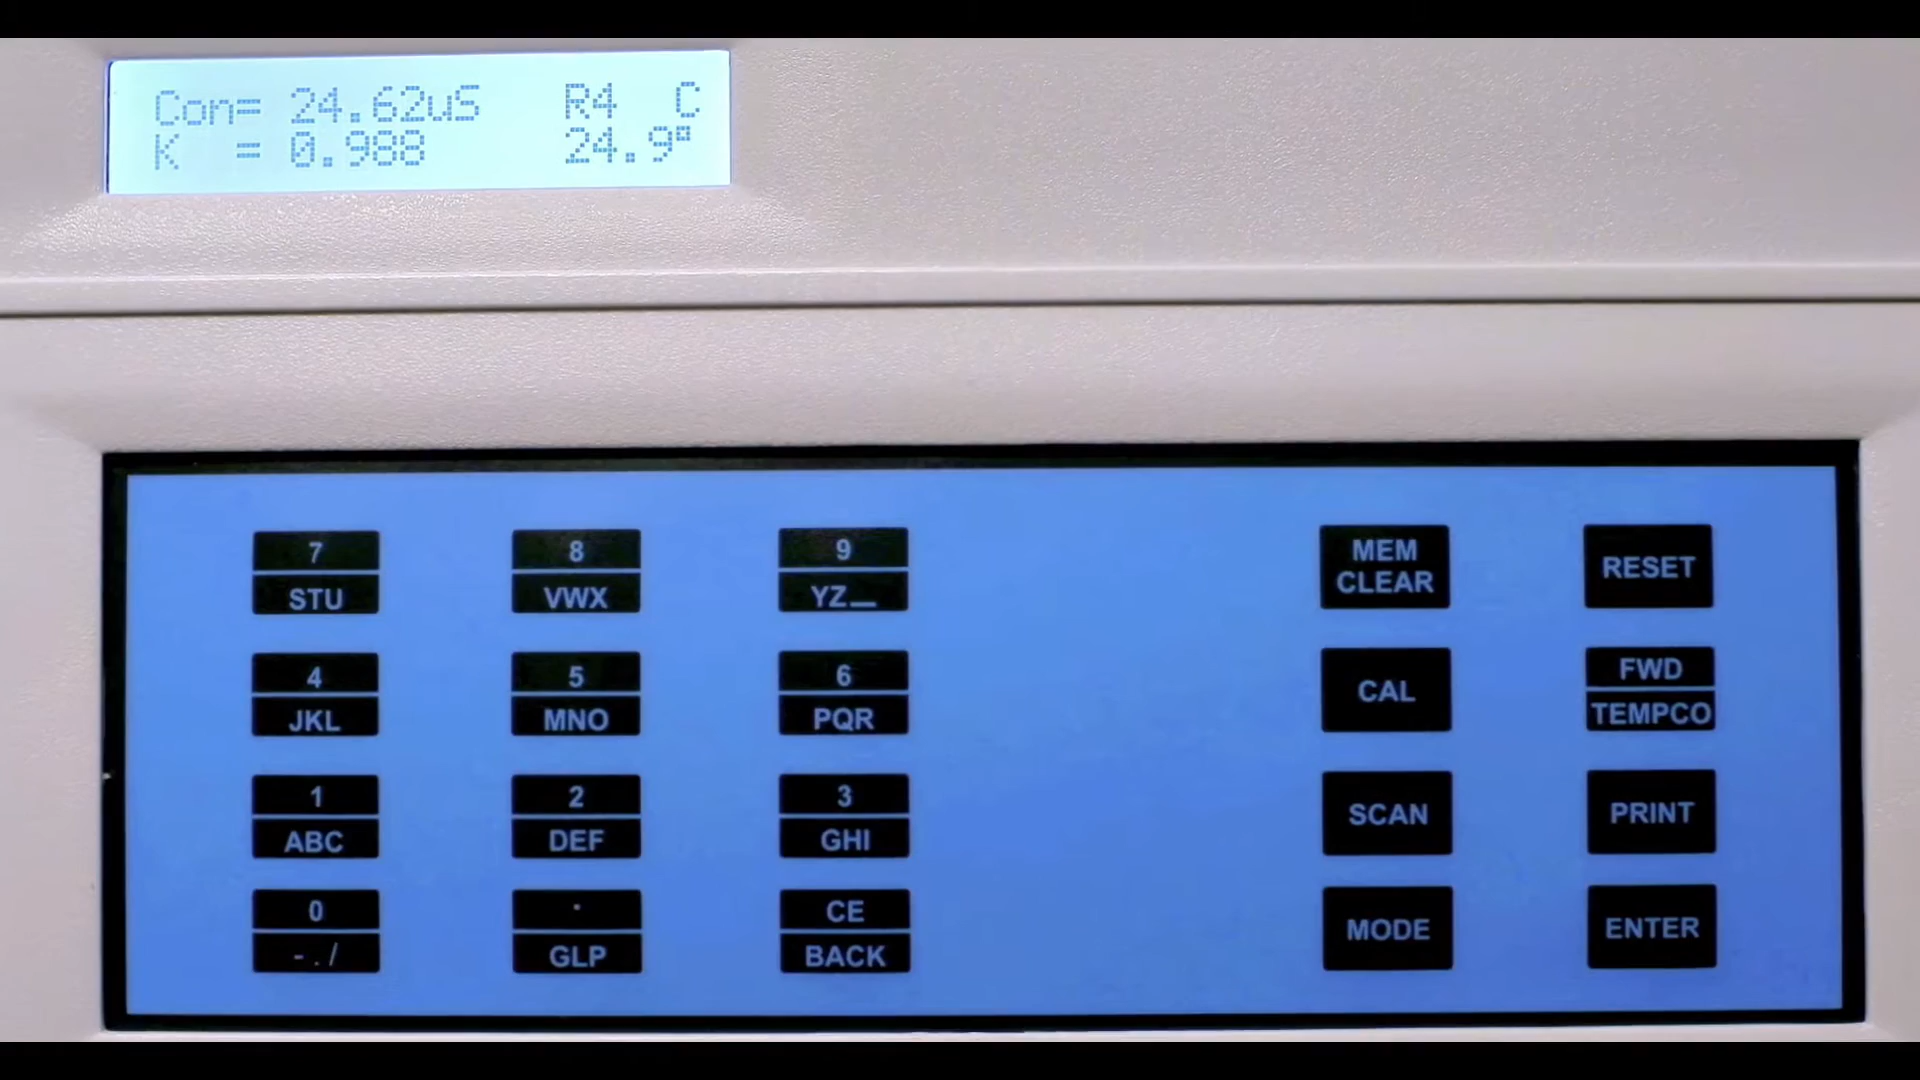 Con= 24.62uS R4 C
K = 0.988 24.9°
7 8 9 MEM CLEAR RESET
STU VWX YZ_
4 5 6 CAL FWD
JKL MNO PQR TEMPCO
1 2 3 SCAN PRINT
ABC DEF GHI
0 . CE MODE ENTER
- . / GLP BACK